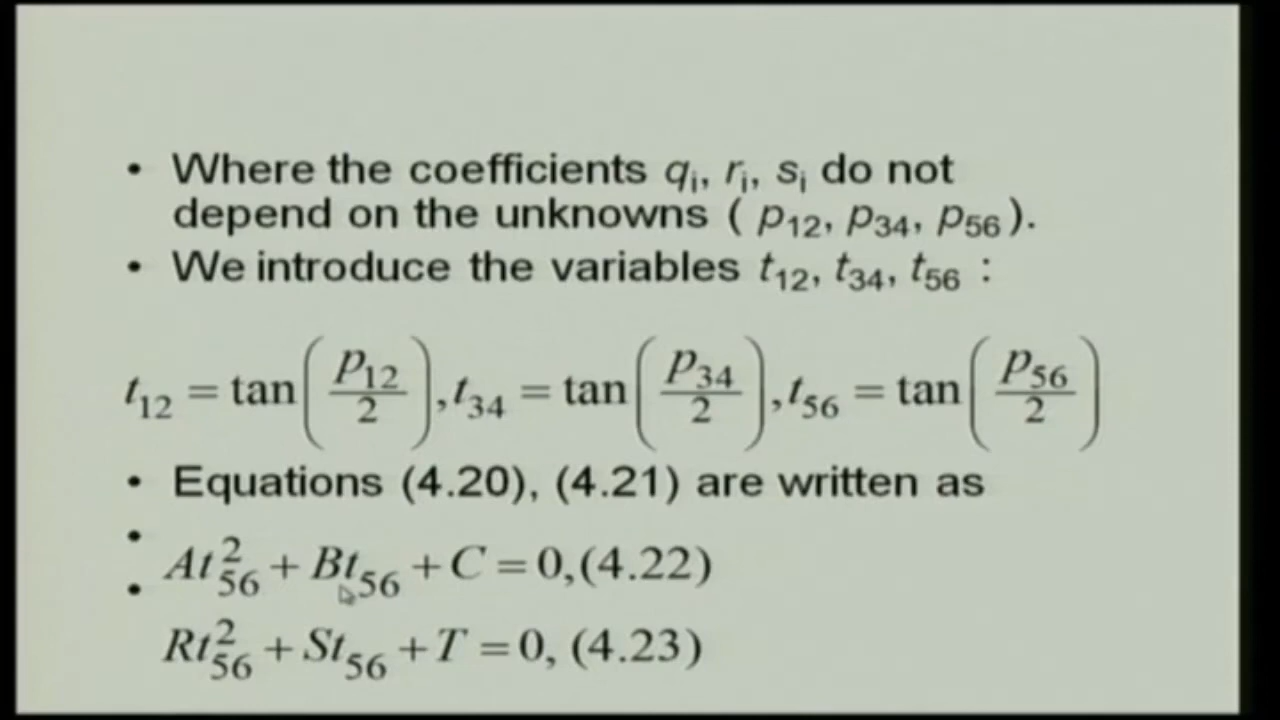 • Where the coefficients qᵢ, rᵢ, sᵢ do not
depend on the unknowns ( p₁₂, p₃₄, p₅₆ ).
• We introduce the variables t₁₂, t₃₄, t₅₆ :
t₁₂ = tan(p₁₂/2), t₃₄ = tan(p₃₄/2), t₅₆ = tan(p₅₆/2)
• Equations (4.20), (4.21) are written as
• At₅₆² + Bt₅₆ + C = 0,(4.22)
• Rt₅₆² + St₅₆ + T = 0, (4.23)